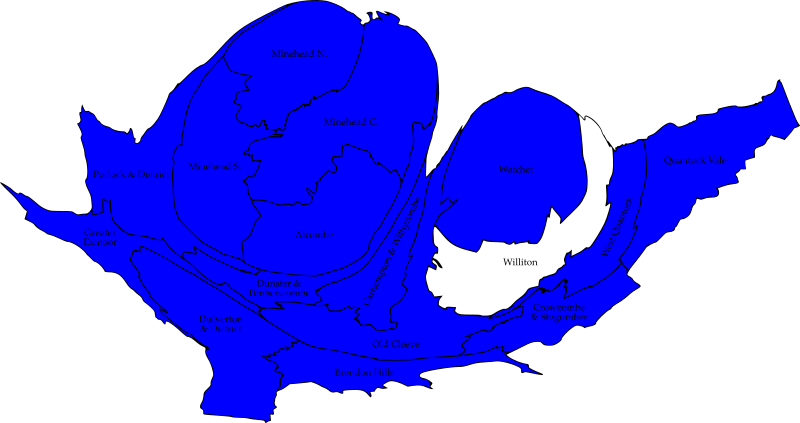 Minehead N.
Minehead C.
Minehead S.
Porlock & District
Watchet
Quantock Vale
Alcombe
Greater
Exmoor
Carhampton & Withycombe
West Quantock
Williton
Dunster &
Timberscombe
Crowcombe
& Stogumber
Dulverton
& District
Old Cleeve
Brendon Hills